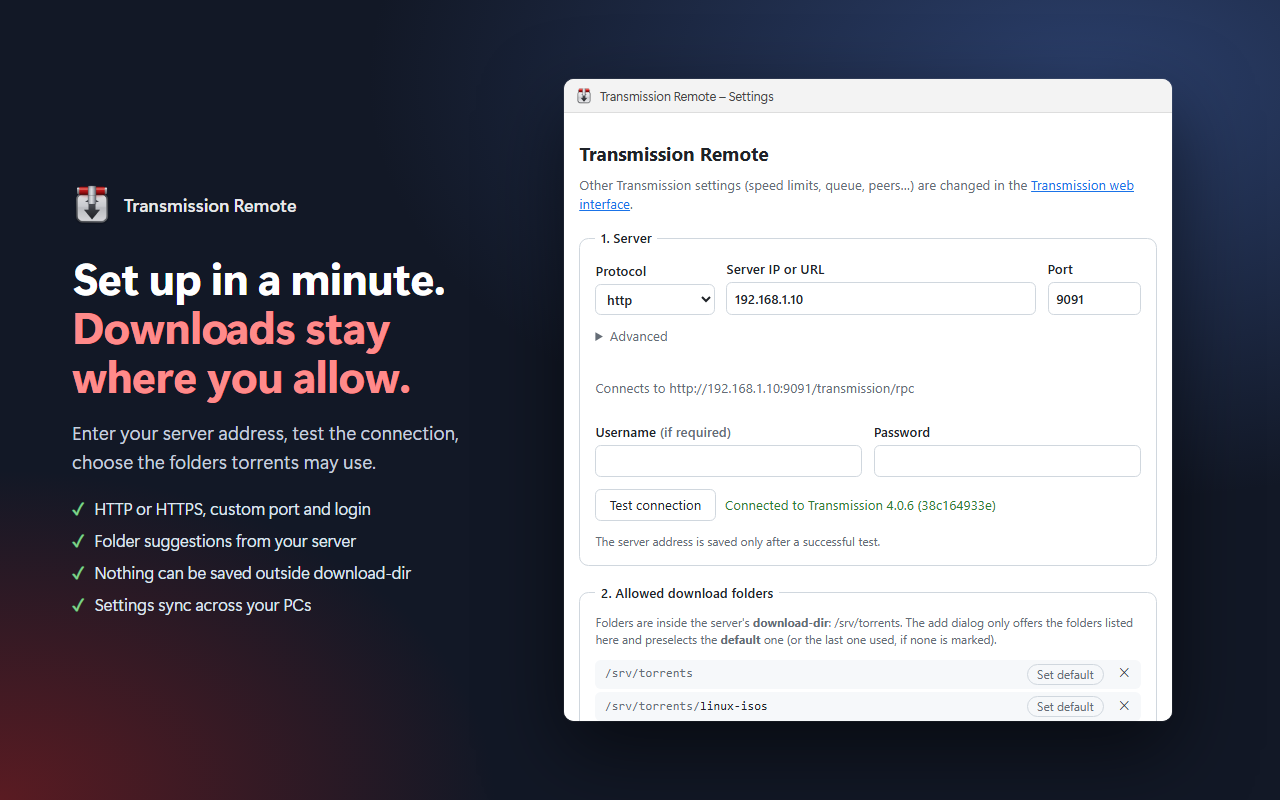 Transmission Remote
Set up in a minute.
Downloads stay
where you allow.
Enter your server address, test the connection,
choose the folders torrents may use.
✓ HTTP or HTTPS, custom port and login
✓ Folder suggestions from your server
✓ Nothing can be saved outside download-dir
✓ Settings sync across your PCs
Transmission Remote – Settings
Transmission Remote
Other Transmission settings (speed limits, queue, peers...) are changed in the Transmission web
interface.
1. Server
Protocol Server IP or URL Port
http 192.168.1.10 9091
▶ Advanced
Connects to http://192.168.1.10:9091/transmission/rpc
Username (if required) Password
Test connection Connected to Transmission 4.0.6 (38c164933e)
The server address is saved only after a successful test.
2. Allowed download folders
Folders are inside the server's download-dir: /srv/torrents. The add dialog only offers the folders listed
here and preselects the default one (or the last one used, if none is marked).
/srv/torrents Set default ×
/srv/torrents/linux-isos Set default ×